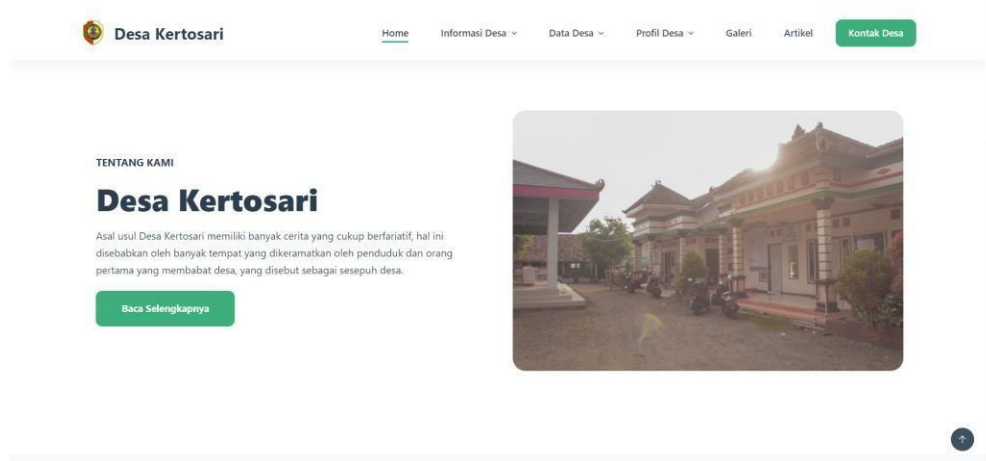 Desa Kertosari
Home Informasi Desa Data Desa Profil Desa Galeri Artikel Kontak Desa
TENTANG KAMI
Desa Kertosari
Asal usul Desa Kertosari memiliki banyak cerita yang cukup berfariatif, hal ini
disebabkan oleh banyak tempat yang dikeramatkan oleh penduduk dan orang
pertama yang membabat desa, yang disebut sebagai sesepuh desa.
Baca Selengkapnya